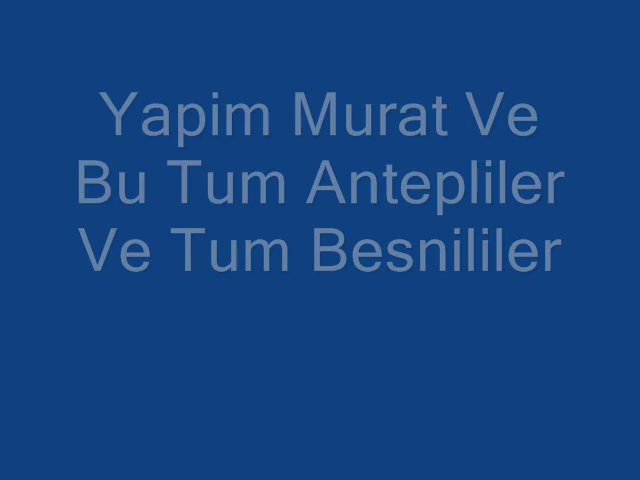 Yapim Murat Ve
Bu Tum Antepliler
Ve Tum Besnililer